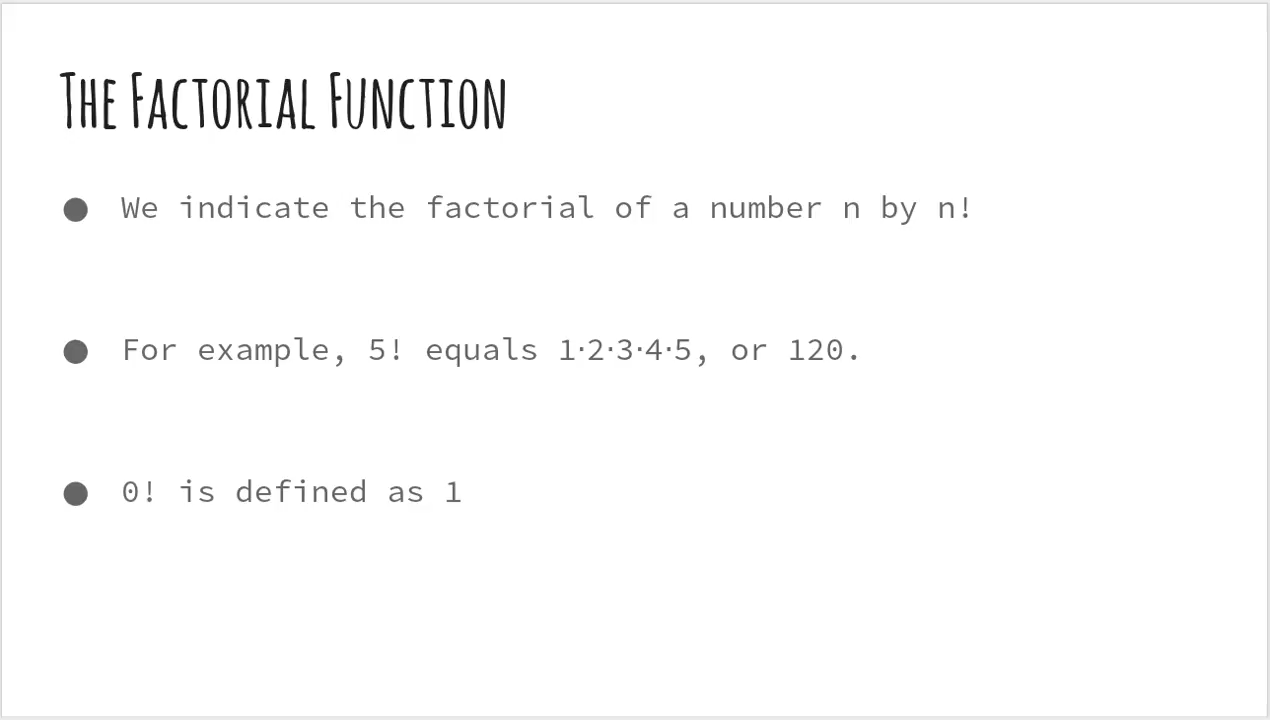 The Factorial Function
● We indicate the factorial of a number n by n!
● For example, 5! equals 1·2·3·4·5, or 120.
● 0! is defined as 1